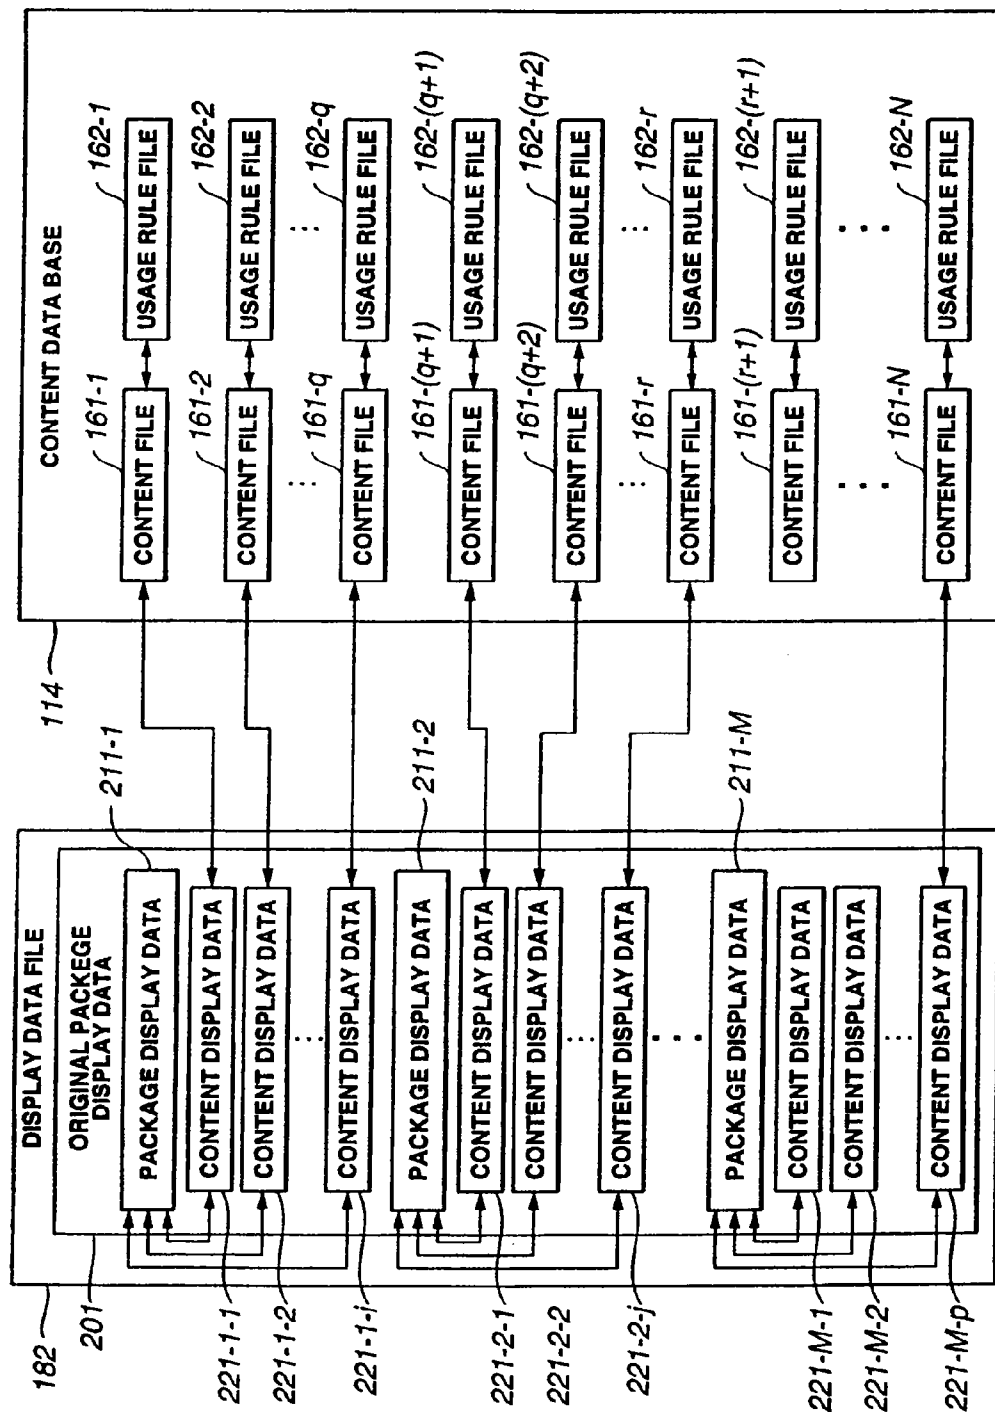 DISPLAY DATA FILE
182
ORIGINAL PACKEGE
DISPLAY DATA
201
PACKAGE DISPLAY DATA
211-1
CONTENT DISPLAY DATA
221-1-1
CONTENT DISPLAY DATA
221-1-2
CONTENT DISPLAY DATA
221-1-i
PACKAGE DISPLAY DATA
211-2
CONTENT DISPLAY DATA
221-2-1
CONTENT DISPLAY DATA
221-2-2
CONTENT DISPLAY DATA
221-2-j
PACKAGE DISPLAY DATA
211-M
CONTENT DISPLAY DATA
221-M-1
CONTENT DISPLAY DATA
221-M-2
CONTENT DISPLAY DATA
221-M-p
CONTENT DATA BASE
114
161-1
CONTENT FILE
162-1
USAGE RULE FILE
161-2
CONTENT FILE
162-2
USAGE RULE FILE
161-q
CONTENT FILE
162-q
USAGE RULE FILE
161-(q+1)
CONTENT FILE
162-(q+1)
USAGE RULE FILE
161-(q+2)
CONTENT FILE
162-(q+2)
USAGE RULE FILE
161-r
CONTENT FILE
162-r
USAGE RULE FILE
161-(r+1)
CONTENT FILE
162-(r+1)
USAGE RULE FILE
161-N
CONTENT FILE
162-N
USAGE RULE FILE